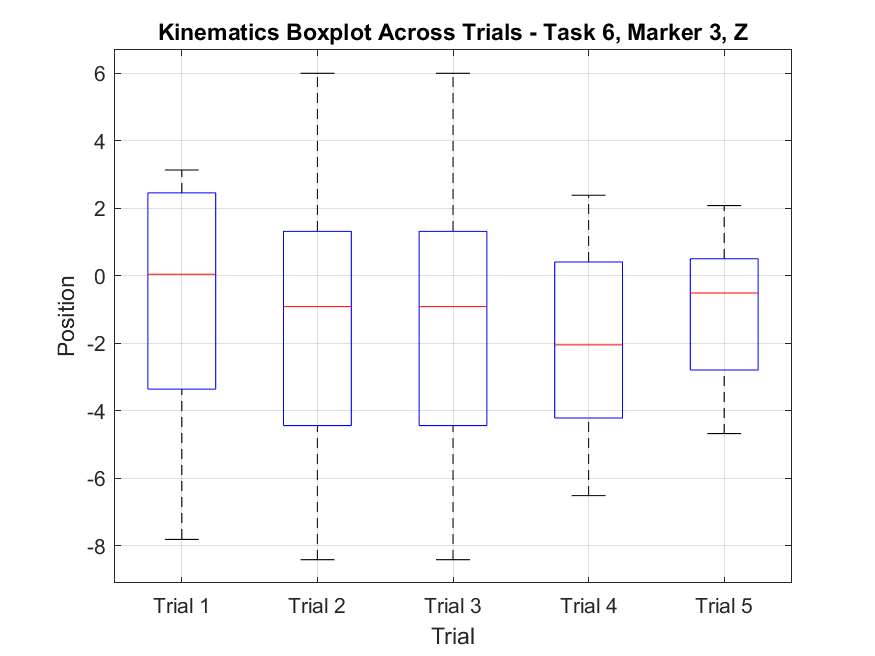 Kinematics Boxplot Across Trials - Task 6, Marker 3, Z
6
4
2
0
-2
-4
-6
-8
Position
Trial 1 Trial 2 Trial 3 Trial 4 Trial 5
Trial